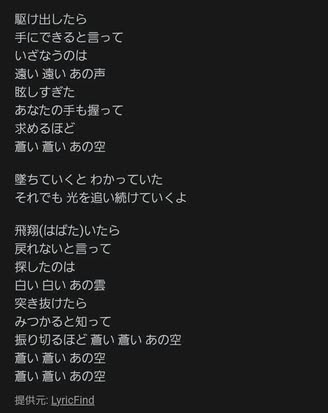 駆け出したら
手にできると言って
いざなうのは
遠い 遠い あの声
眩しすぎた
あなたの手も握って
求めるほど
蒼い 蒼い あの空
墜ちていくと わかっていた
それでも 光を追い続けていくよ
飛翔(はばた)いたら
戻れないと言って
探したのは
白い 白い あの雲
突き抜けたら
みつかると知って
振り切るほど 蒼い 蒼い あの空
蒼い 蒼い あの空
蒼い 蒼い あの空
提供元: LyricFind